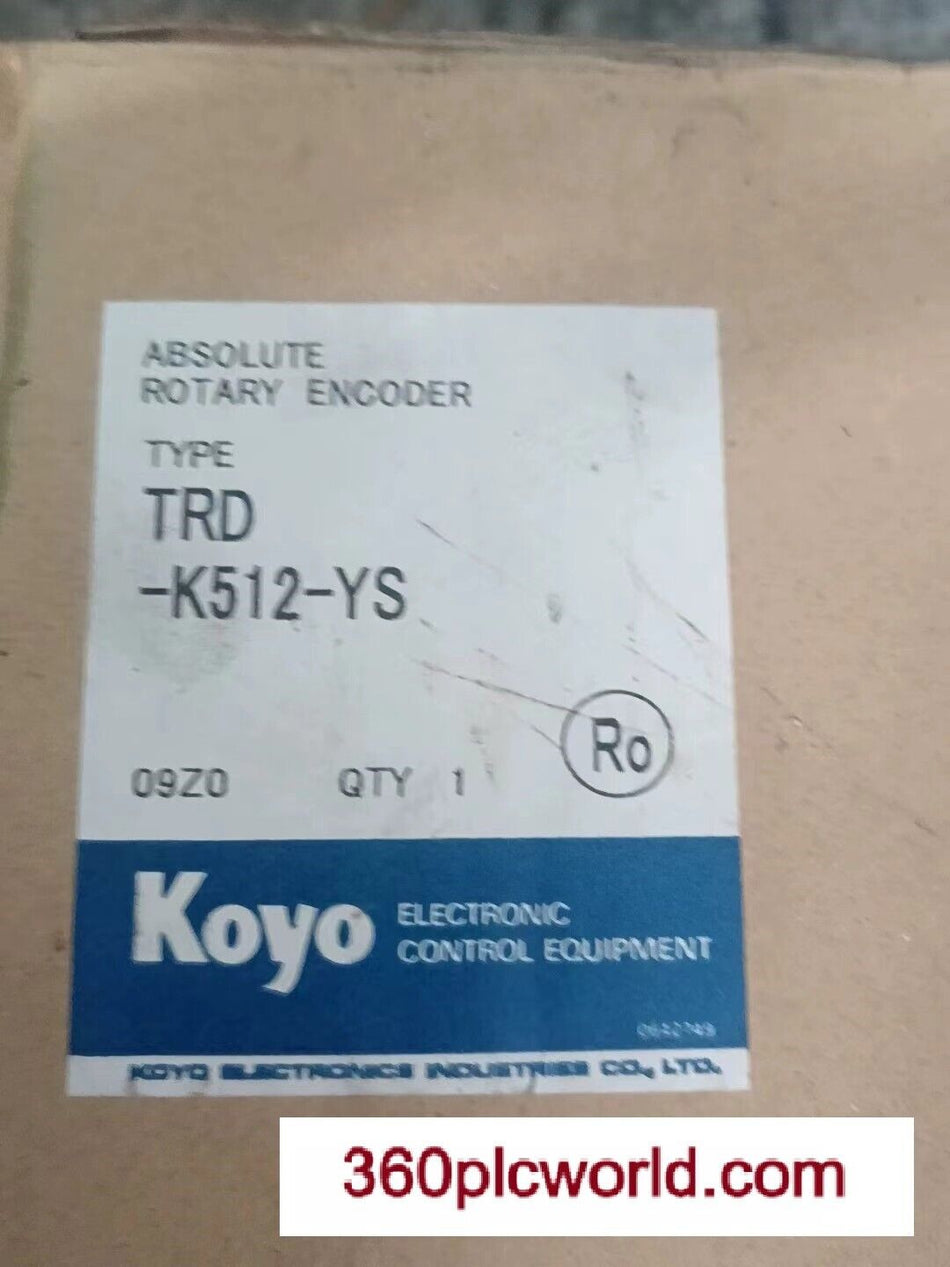 ABSOLUTE
ROTARY ENCODER
TYPE
TRD
-K512-YS
Ro
09Z0 QTY 1
Koyo ELECTRONIC
CONTROL EQUIPMENT
KOYO ELECTRONICS INDUSTRIES CO., LTD.
360plcworld.com